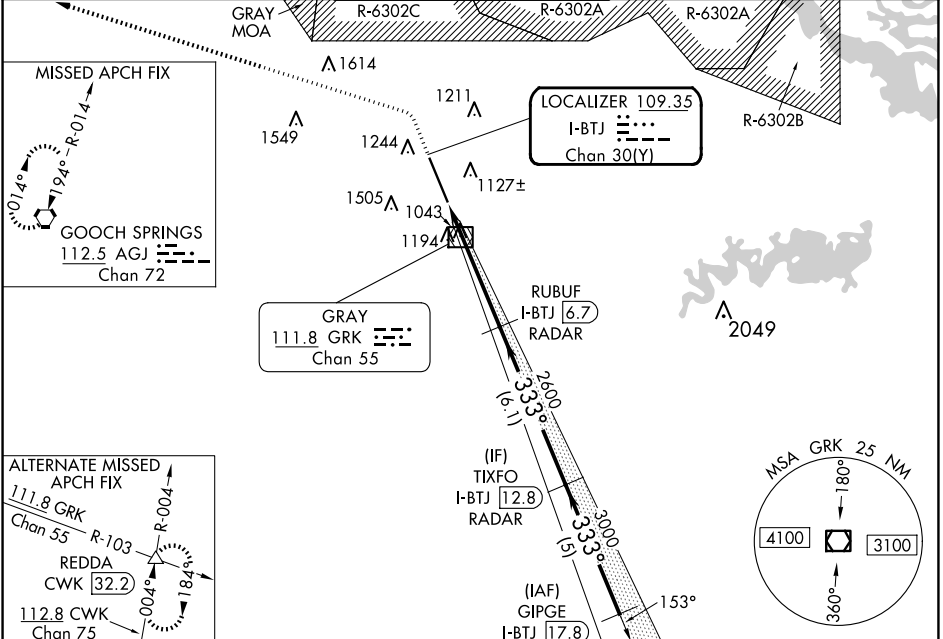 GRAY
MOA
R-6302C
R-6302A
R-6302A
R-6302B
MISSED APCH FIX
R-014
194°
014°
GOOCH SPRINGS
112.5 AGJ
Chan 72
1614
1549
1211
1244
1127±
1505
1043
1194
LOCALIZER 109.35
I-BTJ
Chan 30(Y)
GRAY
111.8 GRK
Chan 55
RUBUF
I-BTJ 6.7
RADAR
2049
2600
333°
(6.1)
(IF)
TIXFO
I-BTJ 12.8
RADAR
3000
333°
(5)
(IAF)
GIPGE
I-BTJ 17.8
153°
ALTERNATE MISSED
APCH FIX
111.8 GRK
Chan 55
R-103
R-004
REDDA
CWK 32.2
004°
184°
112.8 CWK
Chan 75
MSA GRK 25 NM
180°
4100
3100
360°